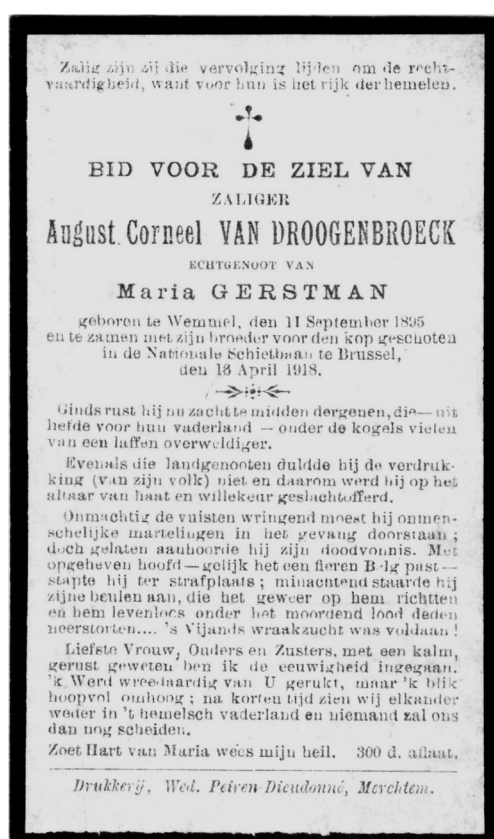 Zalig zijn zij die vervolging lijden om de recht-
vaardigheid, want voor hun is het rijk der hemelen.
BID VOOR DE ZIEL VAN
ZALIGER
August. Corneel VAN DROOGENBROECK
ECHTGENOOT VAN
Maria GERSTMAN
geboren te Wemmel, den 11 September 1895
en te zamen met zijn broeder voor den kop geschoten
in de Nationale Schietbaan te Brussel,
den 13 April 1918.
Ginds rust hij nu zacht te midden dergenen, die — uit
liefde voor hun vaderland — onder de kogels vielen
van een laffen overweldiger.
Evenals die landgenooten duldde hij de verdruk-
king (van zijn volk) niet en daarom werd hij op het
altaar van haat en willekeur geslachtofferd.
Onmachtig de vuisten wringend moest hij onmen-
schelijke martelingen in het gevang doorstaan ;
doch gelaten aanhoorde hij zijn doodvonnis. Met
opgeheven hoofd — gelijk het een fieren Belg past —
stapte hij ter strafplaats ; minachtend staarde hij
zijne beulen aan, die het geweer op hem richtten
en hem levenloos onder het moordend lood deden
neerstorten.... 's Vijands wraakzucht was voldaan !
Liefste Vrouw, Ouders en Zusters, met een kalm,
gerust geweten ben ik de eeuwigheid ingegaan.
'k Werd wreedaardig van U gerukt, maar 'k blik
hoopvol omhoog ; na korten tijd zien wij elkander
weder in 't hemelsch vaderland en niemand zal ons
dan nog scheiden.
Zoet Hart van Maria wees mijn heil. 300 d. aflaat.
Drukkerij, Wed. Peiren-Dieudonné, Merchtem.